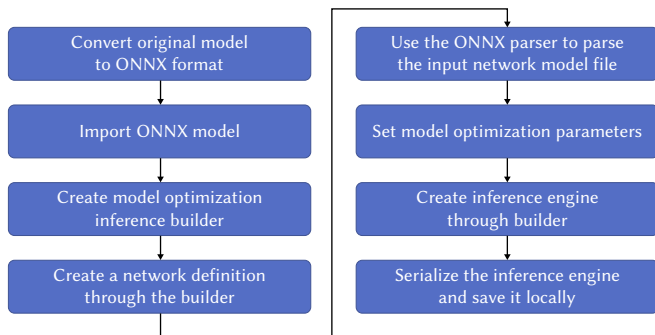 Convert original model
to ONNX format
Import ONNX model
Create model optimization
inference builder
Create a network definition
through the builder
Use the ONNX parser to parse
the input network model file
Set model optimization parameters
Create inference engine
through builder
Serialize the inference engine
and save it locally